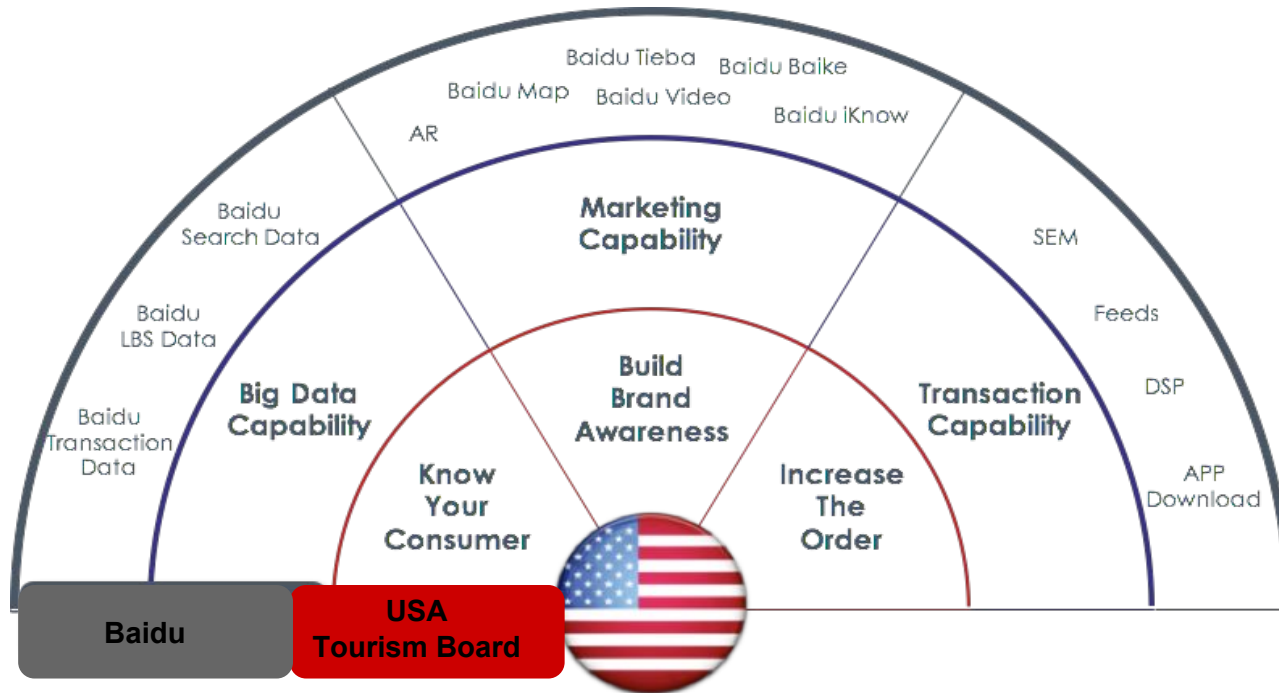 Baidu Tieba
Baidu Baike
Baidu Map
Baidu Video
Baidu iKnow
AR
Baidu
Search Data
Baidu
LBS Data
Baidu
Transaction
Data
Marketing
Capability
SEM
Feeds
DSP
APP
Download
Big Data
Capability
Build
Brand
Awareness
Transaction
Capability
Know
Your
Consumer
Increase
The
Order
Baidu
USA
Tourism Board